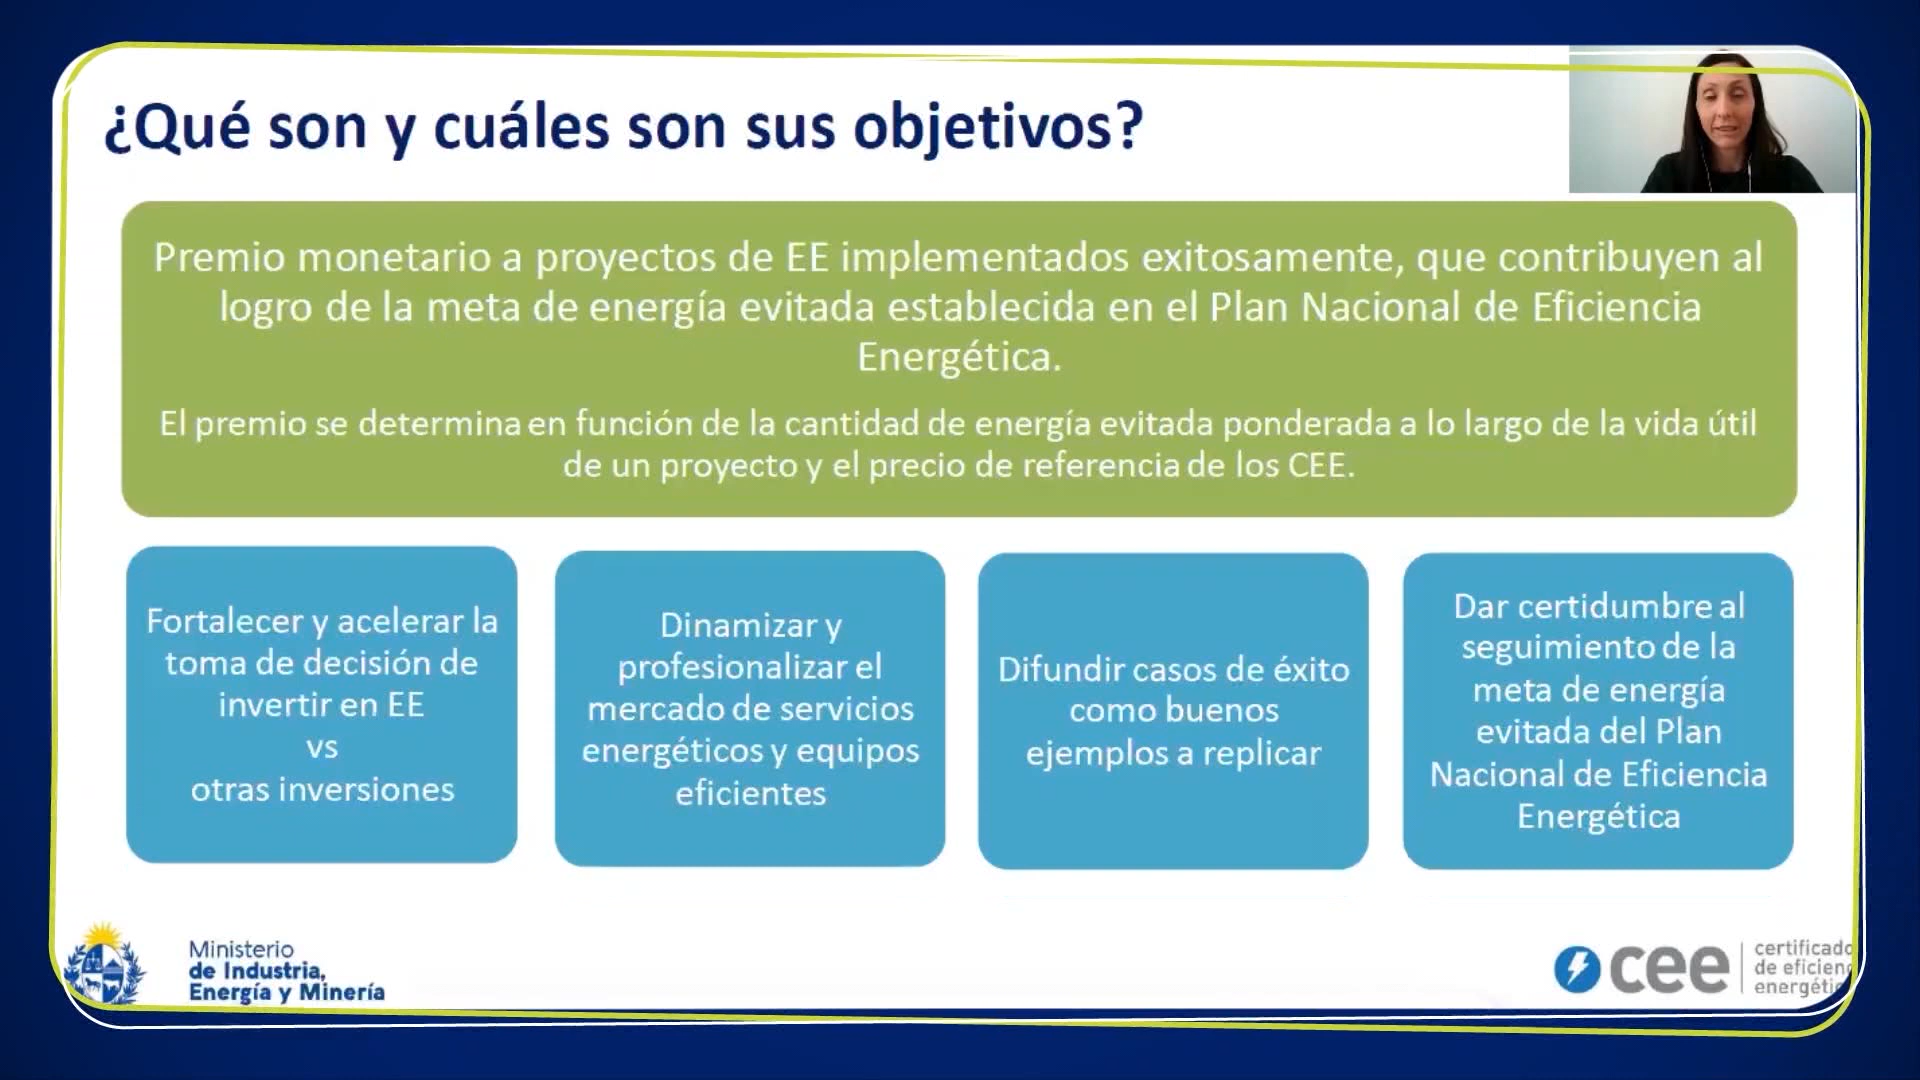 ¿Qué son y cuáles son sus objetivos?
Premio monetario a proyectos de EE implementados exitosamente, que contribuyen al
logro de la meta de energía evitada establecida en el Plan Nacional de Eficiencia
Energética.
El premio se determina en función de la cantidad de energía evitada ponderada a lo largo de la vida útil
de un proyecto y el precio de referencia de los CEE.
Fortalecer y acelerar la
toma de decisión de
invertir en EE
vs
otras inversiones
Dinamizar y
profesionalizar el
mercado de servicios
energéticos y equipos
eficientes
Difundir casos de éxito
como buenos
ejemplos a replicar
Dar certidumbre al
seguimiento de la
meta de energía
evitada del Plan
Nacional de Eficiencia
Energética
Ministerio
de Industria,
Energía y Minería
cee
certificado
de eficien
energéti